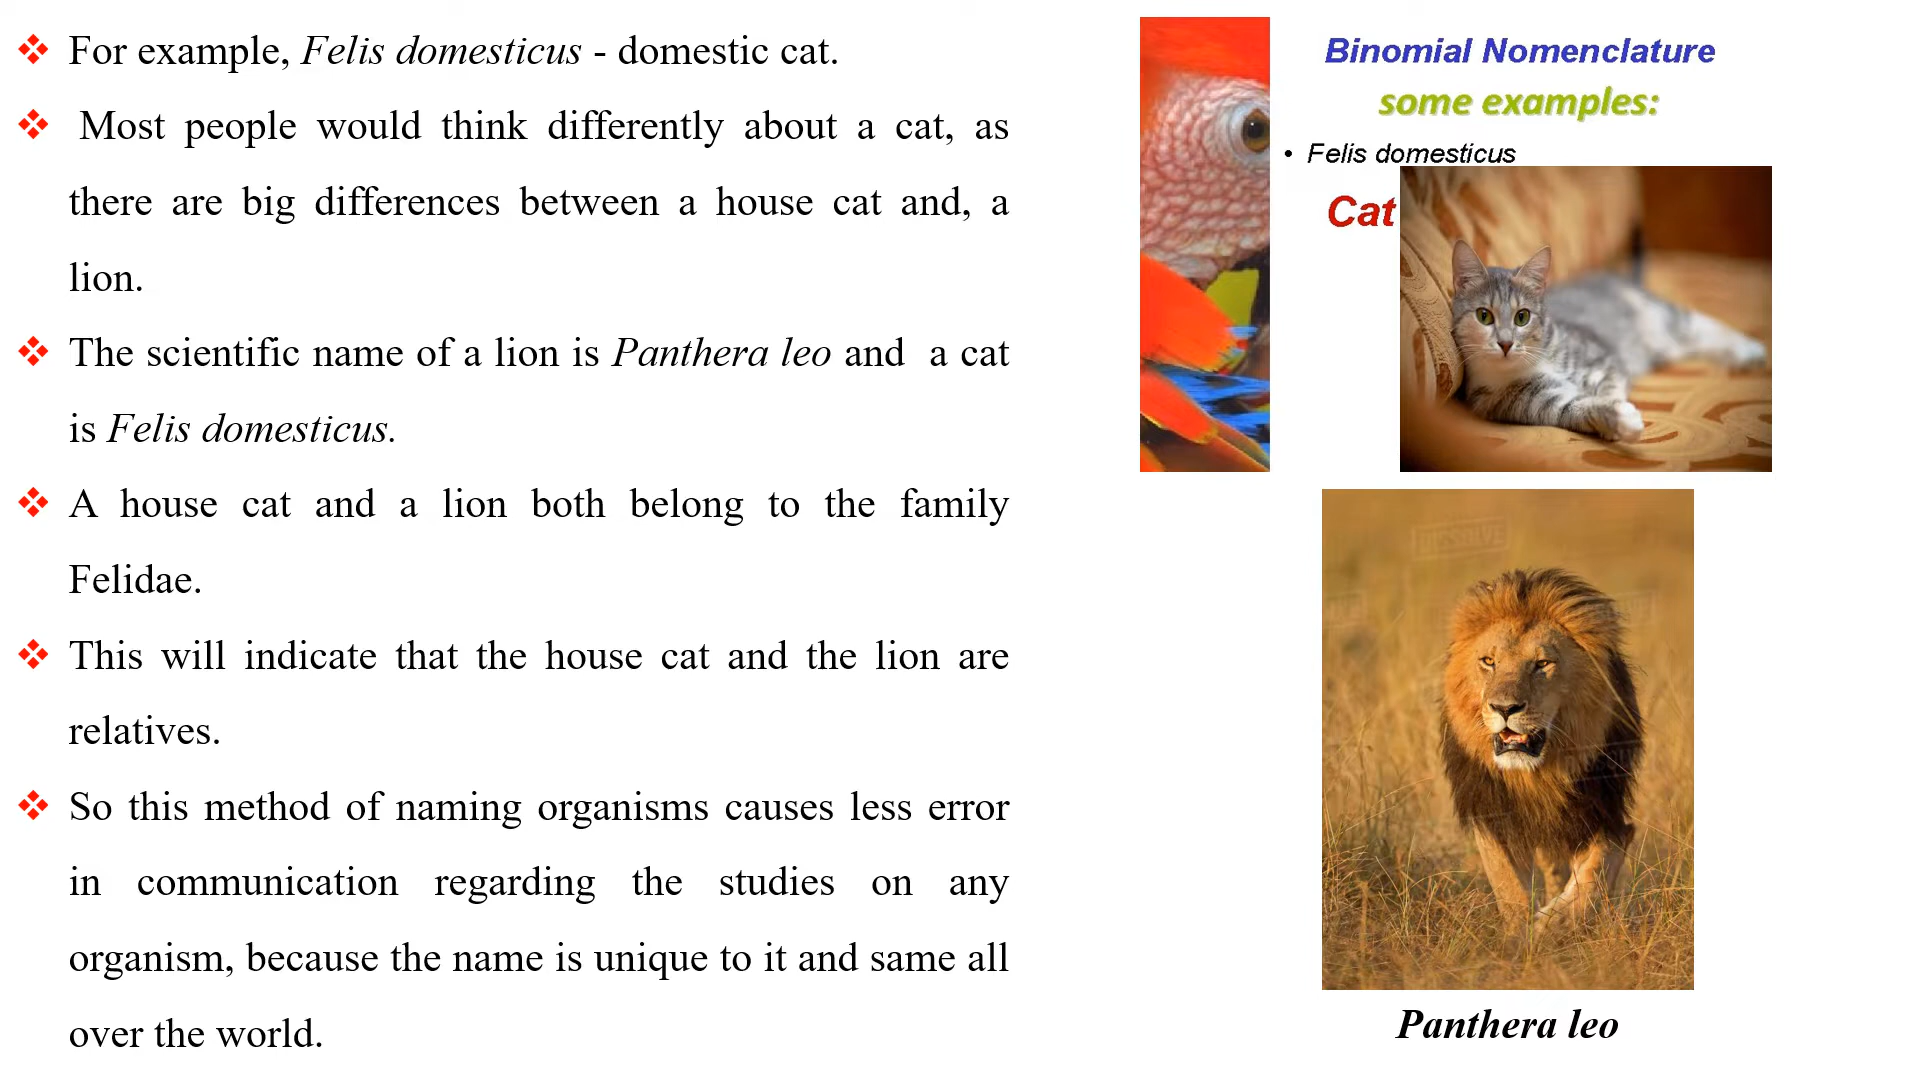 ❖ For example, Felis domesticus - domestic cat.
❖ Most people would think differently about a cat, as
there are big differences between a house cat and, a
lion.
❖ The scientific name of a lion is Panthera leo and a cat
is Felis domesticus.
❖ A house cat and a lion both belong to the family
Felidae.
❖ This will indicate that the house cat and the lion are
relatives.
❖ So this method of naming organisms causes less error
in communication regarding the studies on any
organism, because the name is unique to it and same all
over the world.
Binomial Nomenclature
some examples:
• Felis domesticus
Cat
DISSOLVE
Panthera leo